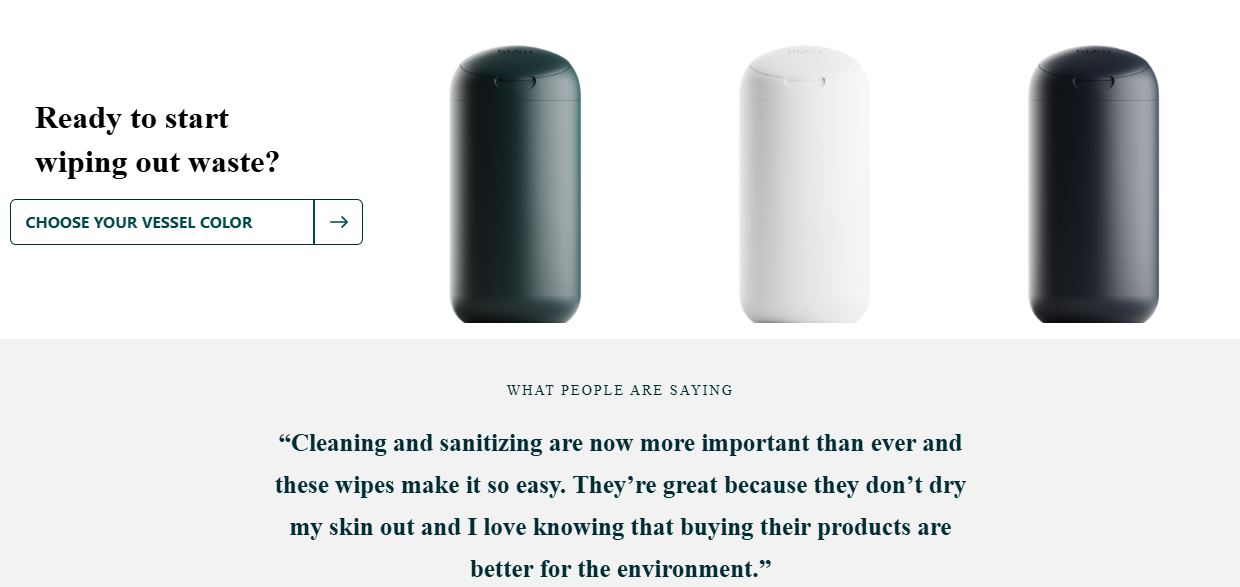 Ready to start
wiping out waste?
CHOOSE YOUR VESSEL COLOR
WHAT PEOPLE ARE SAYING
“Cleaning and sanitizing are now more important than ever and
these wipes make it so easy. They’re great because they don’t dry
my skin out and I love knowing that buying their products are
better for the environment.”